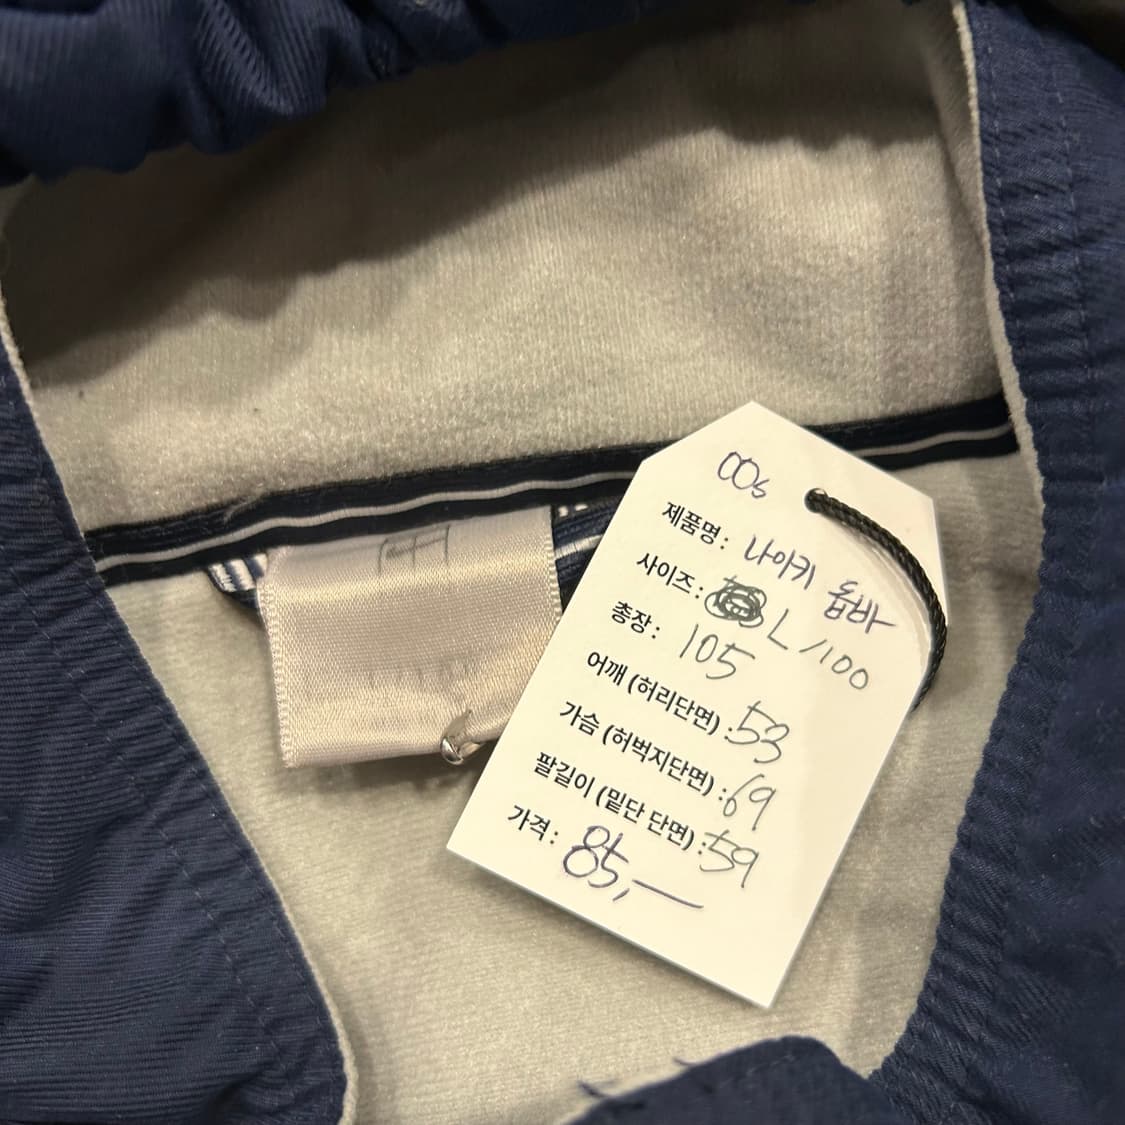 00s
제품명: 나이키 돕바
사이즈: L/100
총장: 105
어깨 (허리단면) : 53
가슴 (허벅지단면) : 69
팔길이 (밑단 단면) : 59
가격: 85,—